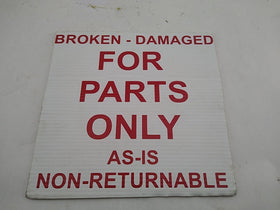 BROKEN - DAMAGED
FOR
PARTS
ONLY
AS-IS
NON-RETURNABLE